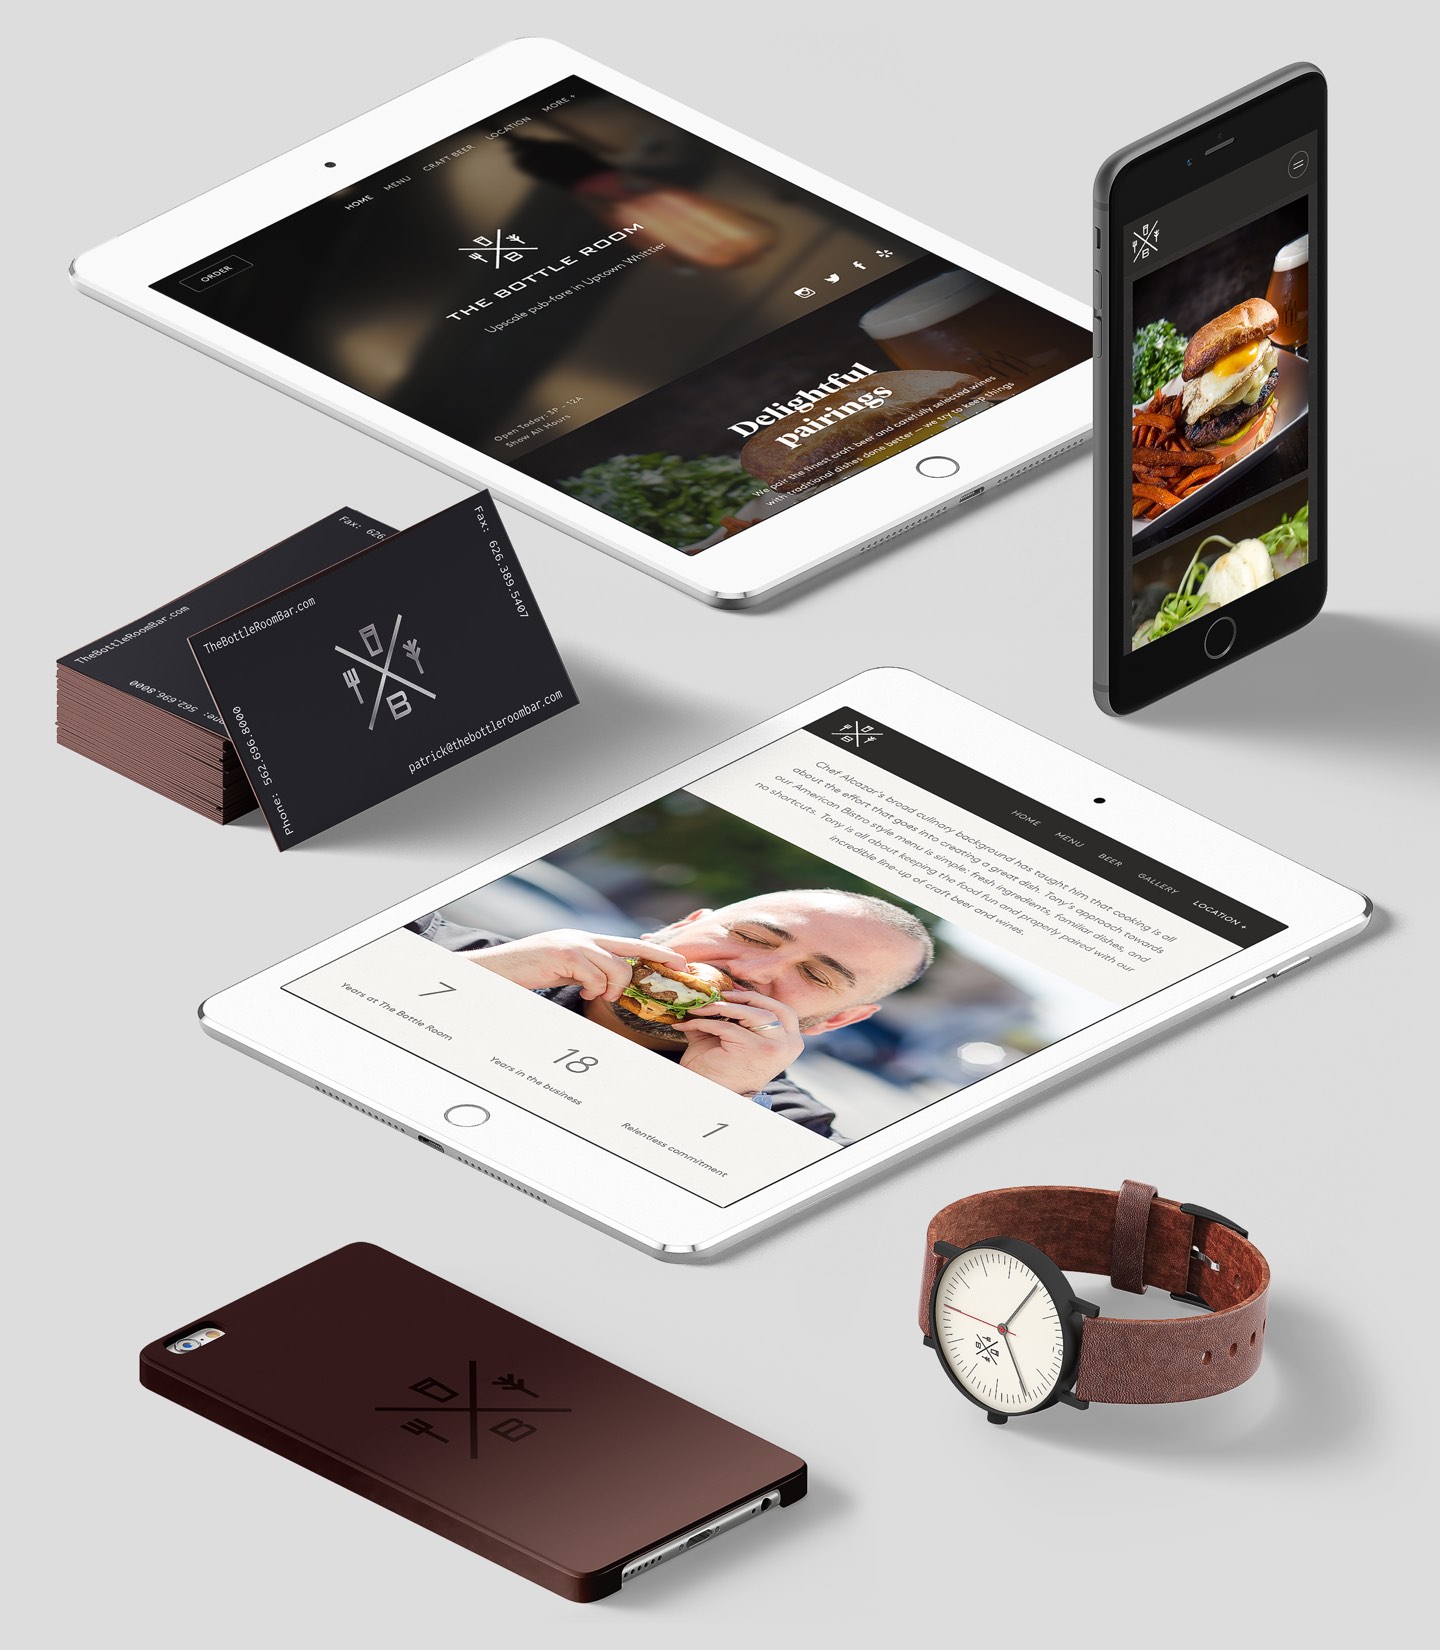 HOME MENU CRAFT BEER LOCATION MORE +
ORDER
B
THE BOTTLE ROOM
Upscale pub-fare in Uptown Whittier
Open Today: 3P - 12A
Show All Hours
Delightful
pairings
We pair the finest craft beer and carefully selected wines
with traditional dishes done better — we try to keep things
B
Fax: 626
TheBottleRoomBar.com
562.696.8000
Fax: 626.389.5407
TheBottleRoomBar.com
B
patrick@thebottleroombar.com
Phone: 562.696.8000
B
HOME MENU BEER GALLERY LOCATION +
Chef Alcazar's broad culinary background has taught him that cooking is all
about the effort that goes into creating a great dish. Tony's approach towards
our American Bistro style menu is simple: fresh ingredients, familiar dishes, and
no shortcuts. Tony is all about keeping the food fun and properly paired with our
incredible line-up of craft beer and wines.
7
Years at The Bottle Room
18
Years in the business
1
Relentless commitment
B
B